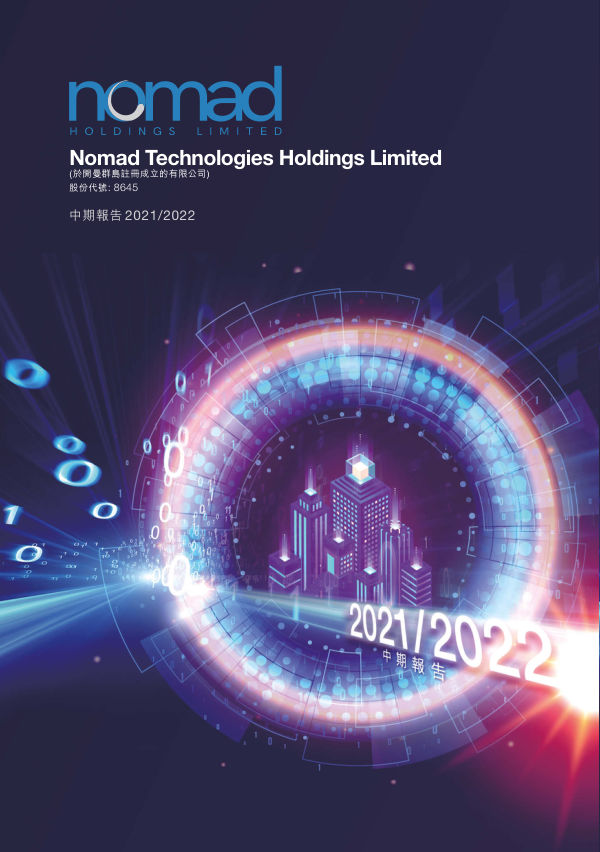 nomad
HOLDINGS LIMITED
Nomad Technologies Holdings Limited
(於開曼群島註冊成立的有限公司)
股份代號: 8645
中期報告 2021/2022
2021/2022
中期報告